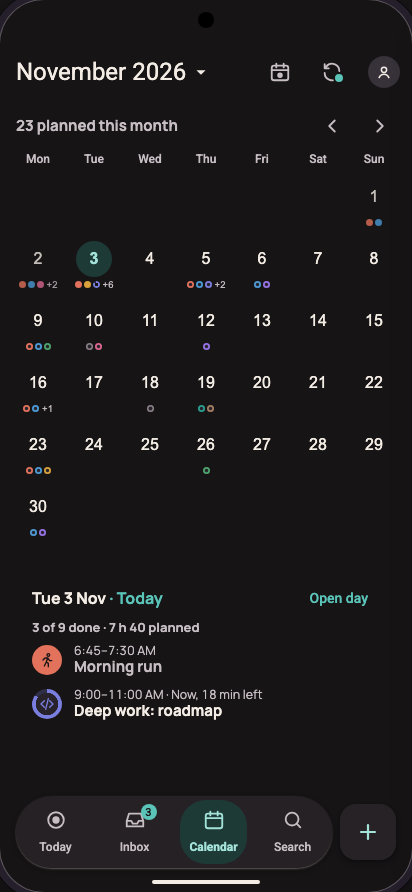 November 2026
23 planned this month
Mon Tue Wed Thu Fri Sat Sun
1
2 3 4 5 6 7 8
+2 +6 +2
9 10 11 12 13 14 15
16 17 18 19 20 21 22
+1
23 24 25 26 27 28 29
30
Tue 3 Nov · Today Open day
3 of 9 done · 7 h 40 planned
6:45–7:30 AM
Morning run
9:00–11:00 AM · Now, 18 min left
Deep work: roadmap
3
Today Inbox Calendar Search